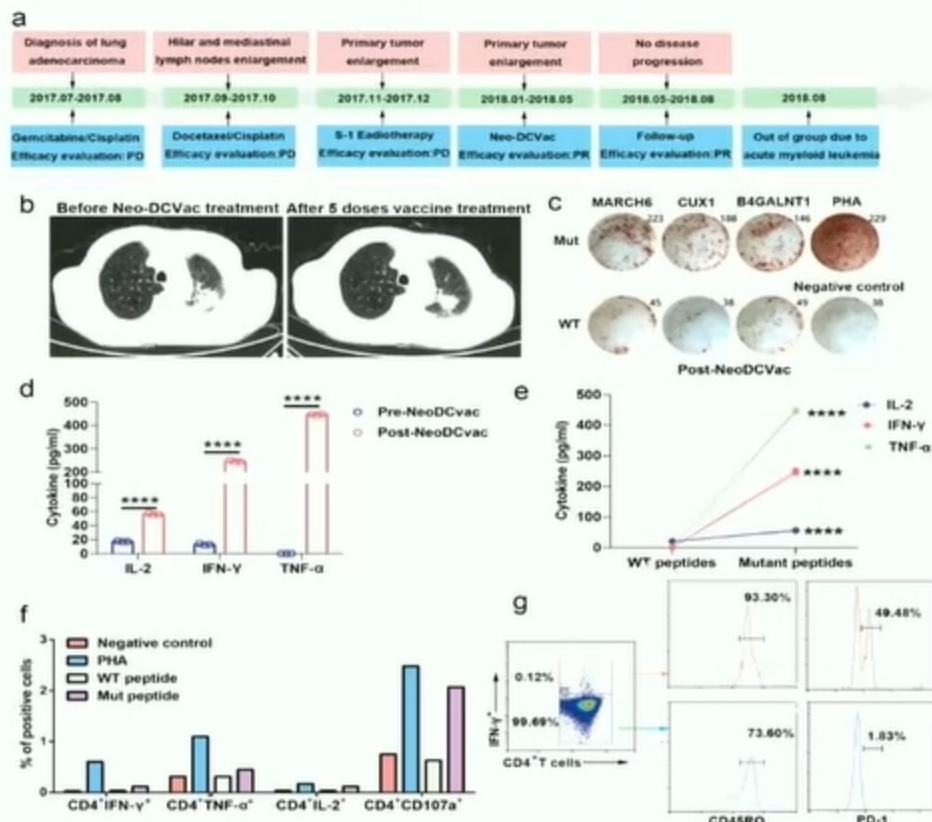 a
Diagnosis of lung
adenocarcinoma
Hilar and mediastinal
lymph nodes enlargement
Primary tumor
enlargement
Primary tumor
enlargement
No disease
progression
2017.07-2017.08
2017.09-2017.10
2017.11-2017.12
2018.01-2018.05
2018.05-2018.08
2018.08
Gemcitabine/Cisplatin
Efficacy evaluation: PD
Docetaxel/Cisplatin
Efficacy evaluation:PD
S-1 Eadiotherapy
Efficacy evaluation:PD
Neo-DCVac
Efficacy evaluation:PR
Follow-up
Efficacy evaluation:PR
Out of group due to
acute myeloid leukemia
b
Before Neo-DCVac treatment
After 5 doses vaccine treatment
c
MARCH6 CUX1 B4GALNT1 PHA
Mut
223 188 146 229
Negative control
WT
45 38 49 38
Post-NeoDCVac
d
Cytokine (pg/ml)
500
400
300
200
100
80
60
40
20
0
**** **** ****
IL-2 IFN-γ TNF-α
Pre-NeoDCvac
Post-NeoDCvac
e
Cytokine (pg/ml)
500
400
300
200
100
0
****
****
****
WT peptides Mutant peptides
IL-2
IFN-γ
TNF-α
f
% of positive cells
3
2
1
0
Negative control
PHA
WT peptide
Mut peptide
CD4⁺IFN-γ⁺ CD4⁺TNF-α⁺ CD4⁺IL-2⁺ CD4⁺CD107a⁺
g
0.12%
99.69%
IFN-γ⁺
CD4⁺T cells
93.30%
49.48%
73.60%
1.83%
CD45RO
PD-1